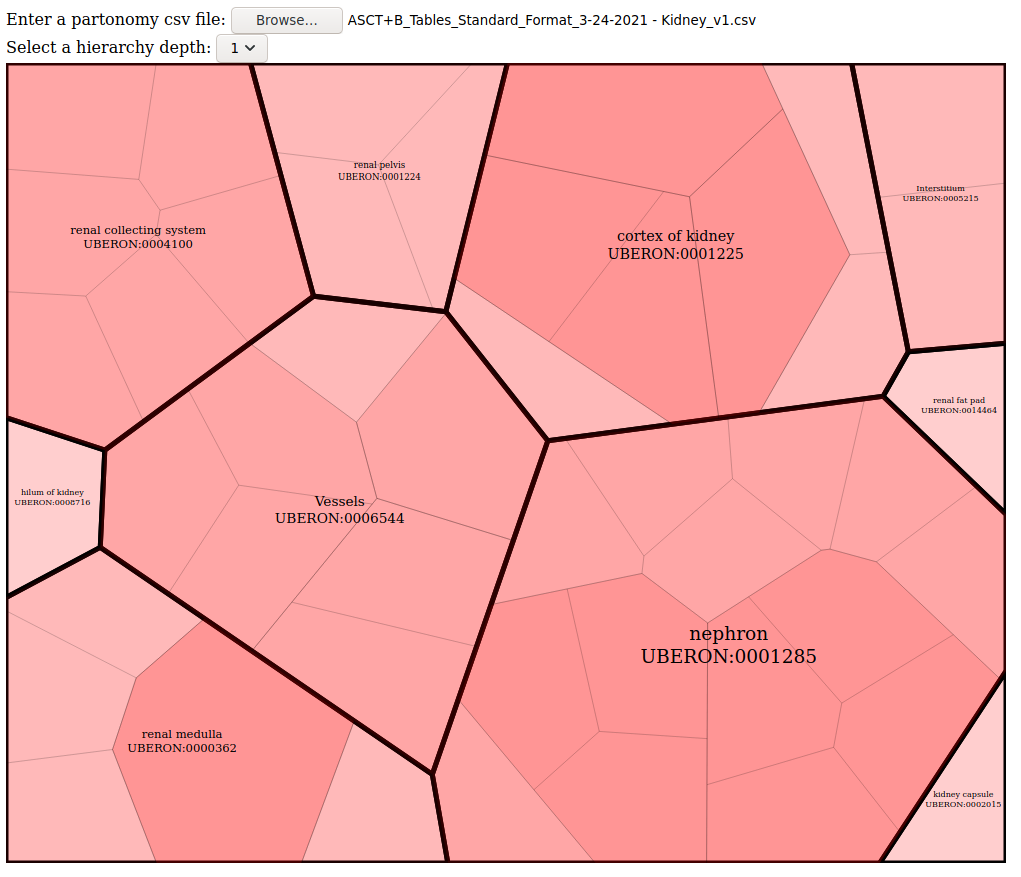 Enter a partonomy csv file: Browse... ASCT+B_Tables_Standard_Format_3-24-2021 - Kidney_v1.csv
Select a hierarchy depth: 1
renal pelvis
UBERON:0001224
Interstitium
UBERON:0005215
renal collecting system
UBERON:0004100
cortex of kidney
UBERON:0001225
renal fat pad
UBERON:0014464
hilum of kidney
UBERON:0008716
Vessels
UBERON:0006544
nephron
UBERON:0001285
renal medulla
UBERON:0000362
kidney capsule
UBERON:0002015